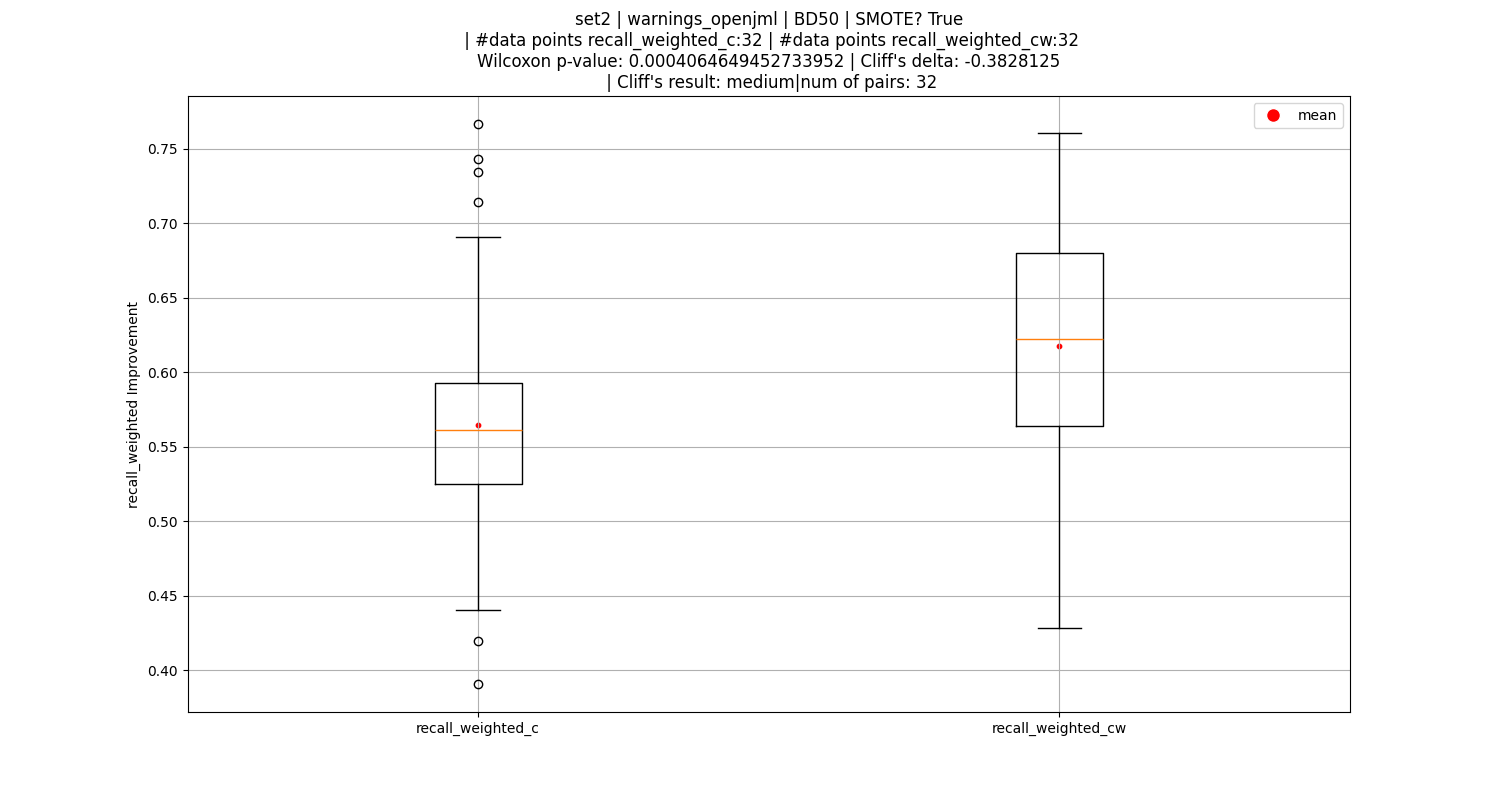 set2 | warnings_openjml | BD50 | SMOTE? True
| #data points recall_weighted_c:32 | #data points recall_weighted_cw:32
Wilcoxon p-value: 0.0004064649452733952 | Cliff's delta: -0.3828125
| Cliff's result: medium|num of pairs: 32
mean
0.75
0.70
0.65
0.60
0.55
0.50
0.45
0.40
recall_weighted Improvement
recall_weighted_c
recall_weighted_cw